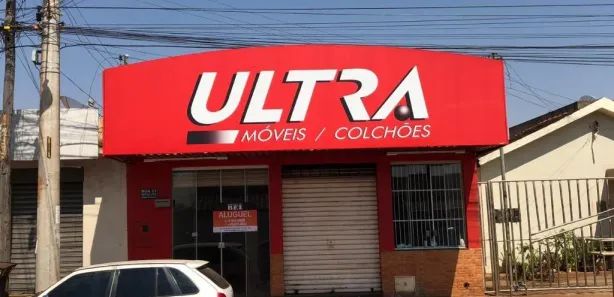 ULTRA
MÓVEIS / COLCHÕES
ALUGUEL